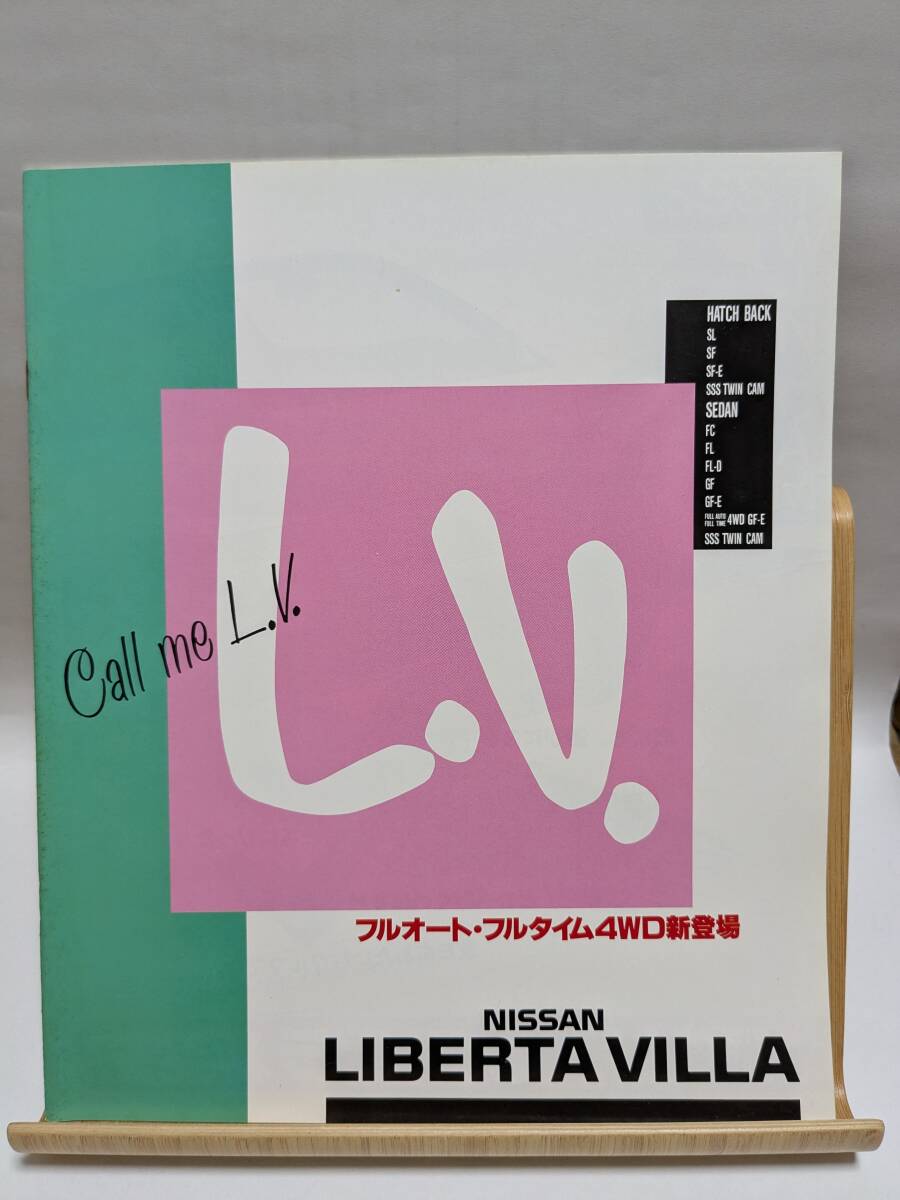 HATCH BACK
SL
SF
SF-E
SSS TWIN CAM
SEDAN
FC
FL
FL-D
GF
GF-E
FULL AUTO
FULL TIME 4WD GF-E
SSS TWIN CAM
L.V.
Call me L.V.
フルオート・フルタイム4WD新登場
NISSAN
LIBERTA VILLA